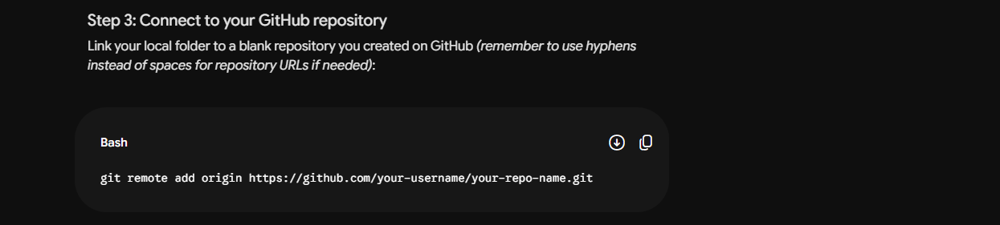 Step 3: Connect to your GitHub repository
Link your local folder to a blank repository you created on GitHub (remember to use hyphens
instead of spaces for repository URLs if needed):
Bash
git remote add origin https://github.com/your-username/your-repo-name.git